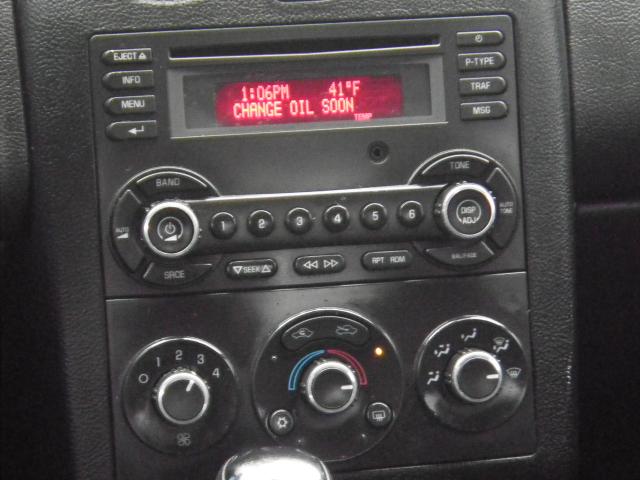 EJECT
INFO
MENU
P-TYPE
TRAF
MSG
1:06PM 41°F
CHANGE OIL SOON
TEMP
BAND
TONE
AUTO
1 2 3 4 5 6
DISP
ADJ
AUTO
TONE
SRCE
SEEK
RPT RDM
BAL/FADE
0 1 2 3 4